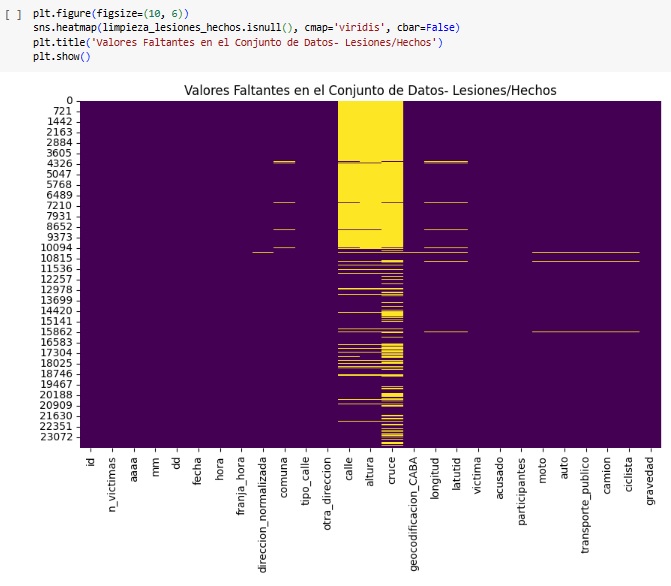 [ ] plt.figure(figsize=(10, 6))
sns.heatmap(limpieza_lesiones_hechos.isnull(), cmap='viridis', cbar=False)
plt.title('Valores Faltantes en el Conjunto de Datos- Lesiones/Hechos')
plt.show()
Valores Faltantes en el Conjunto de Datos- Lesiones/Hechos
0
721
1442
2163
2884
3605
4326
5047
5768
6489
7210
7931
8652
9373
10094
10815
11536
12257
12978
13699
14420
15141
15862
16583
17304
18025
18746
19467
20188
20909
21630
22351
23072
id
n_victimas
aaaa
mm
dd
fecha
hora
franja_hora
direccion_normalizada
comuna
tipo_calle
otra_direccion
calle
altura
cruce
geocodificacion_CABA
longitud
latutid
victima
acusado
participantes
moto
auto
transporte_publico
camion
ciclista
gravedad